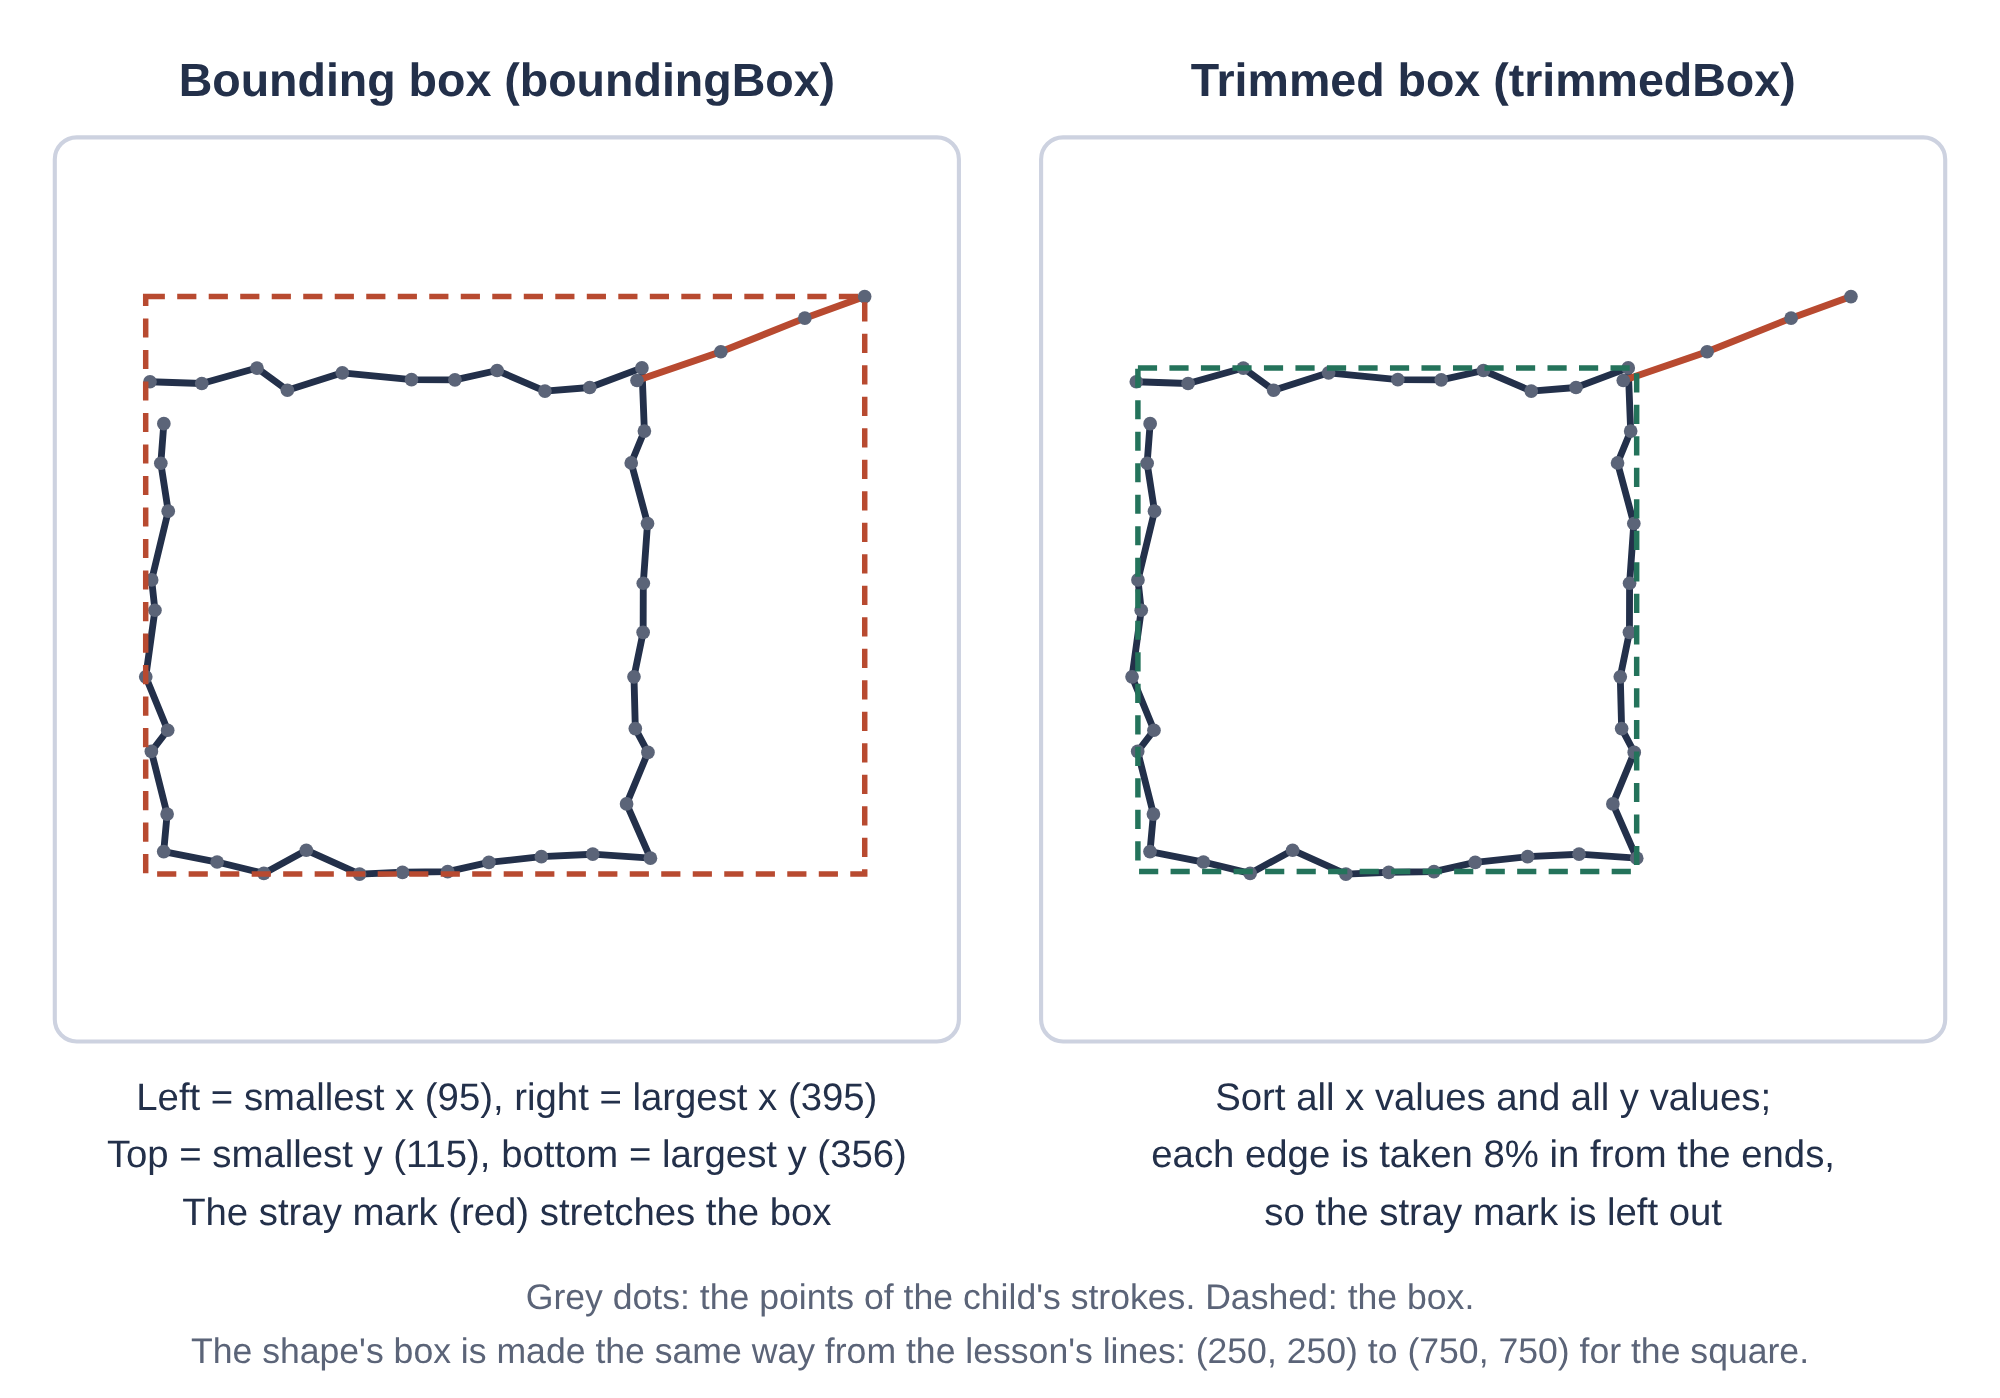 Bounding box (boundingBox)
Trimmed box (trimmedBox)
Left = smallest x (95), right = largest x (395)
Top = smallest y (115), bottom = largest y (356)
The stray mark (red) stretches the box
Sort all x values and all y values;
each edge is taken 8% in from the ends,
so the stray mark is left out
Grey dots: the points of the child's strokes. Dashed: the box.
The shape's box is made the same way from the lesson's lines: (250, 250) to (750, 750) for the square.